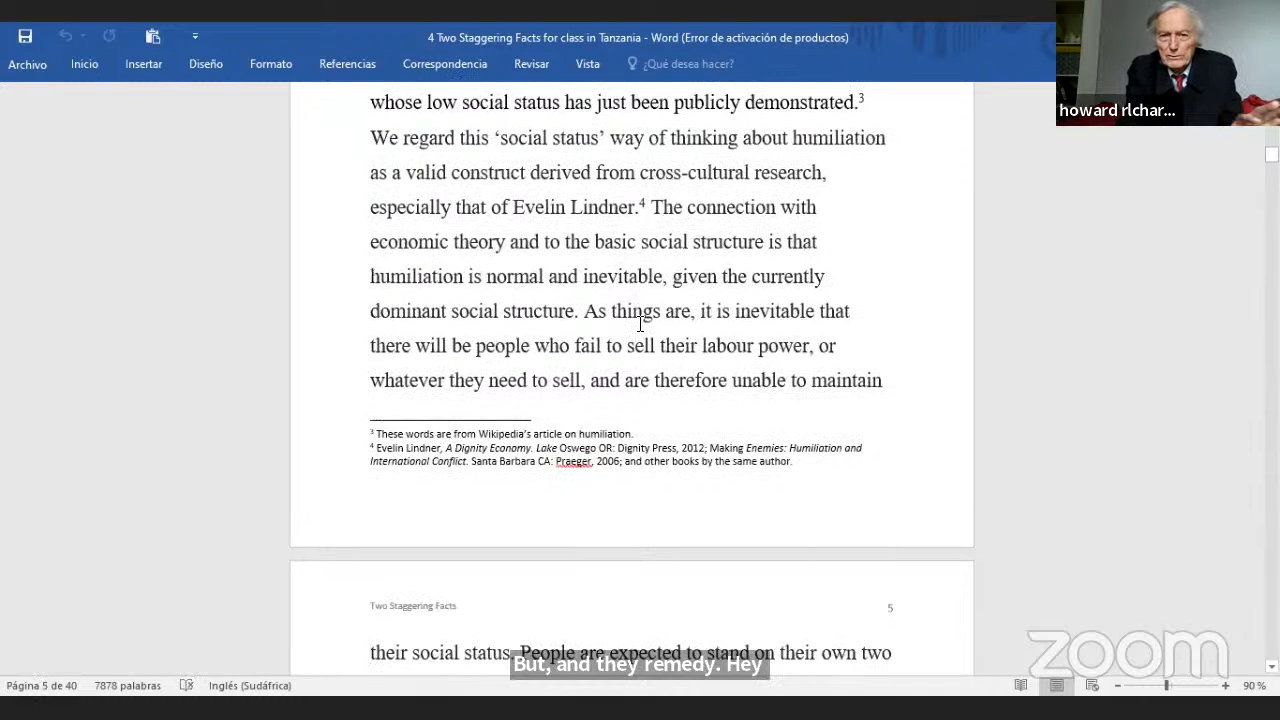 4 Two Staggering Facts for class in Tanzania - Word (Error de activación de productos)
Archivo Inicio Insertar Diseño Formato Referencias Correspondencia Revisar Vista ¿Qué desea hacer?
howard rlchar...
whose low social status has just been publicly demonstrated.3
We regard this ‘social status’ way of thinking about humiliation
as a valid construct derived from cross-cultural research,
especially that of Evelin Lindner.4 The connection with
economic theory and to the basic social structure is that
humiliation is normal and inevitable, given the currently
dominant social structure. As things are, it is inevitable that
there will be people who fail to sell their labour power, or
whatever they need to sell, and are therefore unable to maintain
3 These words are from Wikipedia’s article on humiliation.
4 Evelin Lindner, A Dignity Economy. Lake Oswego OR: Dignity Press, 2012; Making Enemies: Humiliation and
International Conflict. Santa Barbara CA: Praeger, 2006; and other books by the same author.
Two Staggering Facts 5
their social status. People are expected to stand on their own two
But, and they remedy. Hey
zoom
Página 5 de 40 7878 palabras Inglés (Sudáfrica) 90 %